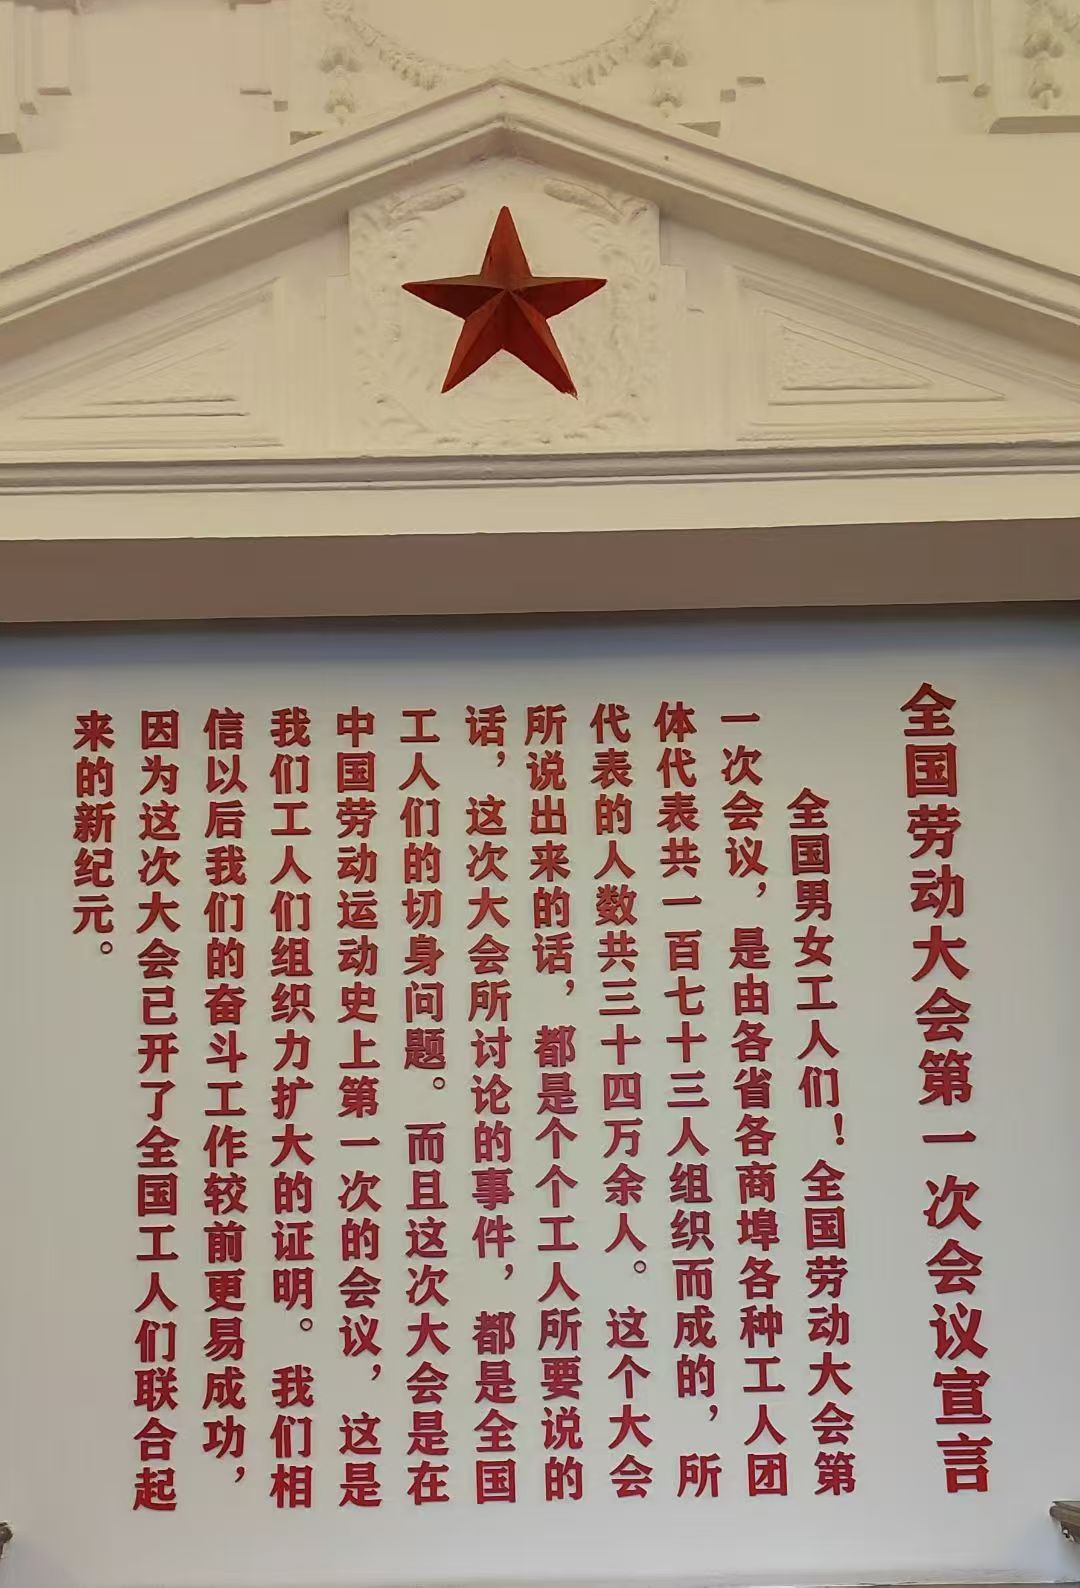 全国劳动大会第一次会议宣言
全国男女工人们！全国劳动大会第
一次会议，是由各省各商埠各种工人团
体代表共一百七十三人组织而成的，所
代表的人数共三十四万余人。这个大会
所说出来的话，都是个个工人所要说的
话，这次大会所讨论的事件，都是全国
工人们的切身问题。而且这次大会是在
中国劳动运动史上第一次的会议，这是
我们工人们组织力扩大的证明。我们相
信以后我们的奋斗工作较前更易成功，
因为这次大会已开了全国工人们联合起
来的新纪元。